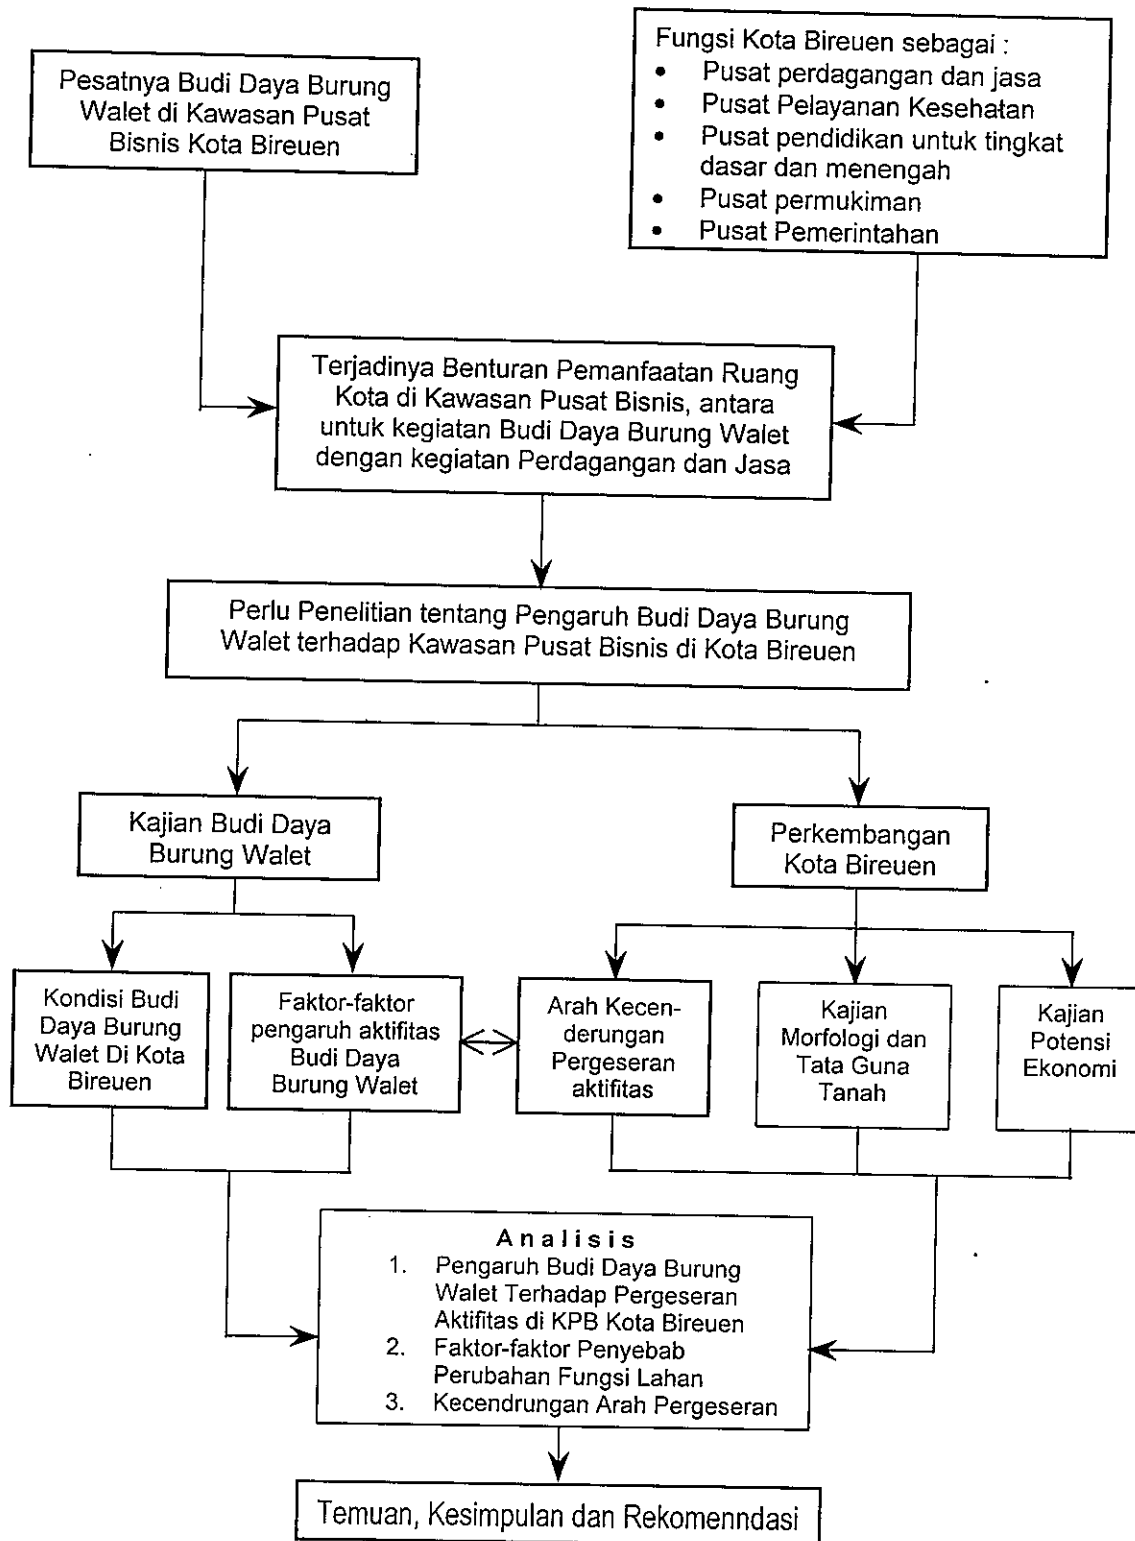 Pesatnya Budi Daya Burung
Walet di Kawasan Pusat
Bisnis Kota Bireuen
Fungsi Kota Bireuen sebagai :
• Pusat perdagangan dan jasa
• Pusat Pelayanan Kesehatan
• Pusat pendidikan untuk tingkat
dasar dan menengah
• Pusat permukiman
• Pusat Pemerintahan
Terjadinya Benturan Pemanfaatan Ruang
Kota di Kawasan Pusat Bisnis, antara
untuk kegiatan Budi Daya Burung Walet
dengan kegiatan Perdagangan dan Jasa
Perlu Penelitian tentang Pengaruh Budi Daya Burung
Walet terhadap Kawasan Pusat Bisnis di Kota Bireuen
Kajian Budi Daya
Burung Walet
Perkembangan
Kota Bireuen
Kondisi Budi
Daya Burung
Walet Di Kota
Bireuen
Faktor-faktor
pengaruh aktifitas
Budi Daya
Burung Walet
Arah Kecen-
derungan
Pergeseran
aktifitas
Kajian
Morfologi dan
Tata Guna
Tanah
Kajian
Potensi
Ekonomi
Analisis
1. Pengaruh Budi Daya Burung
Walet Terhadap Pergeseran
Aktifitas di KPB Kota Bireuen
2. Faktor-faktor Penyebab
Perubahan Fungsi Lahan
3. Kecendrungan Arah Pergeseran
Temuan, Kesimpulan dan Rekomenndasi